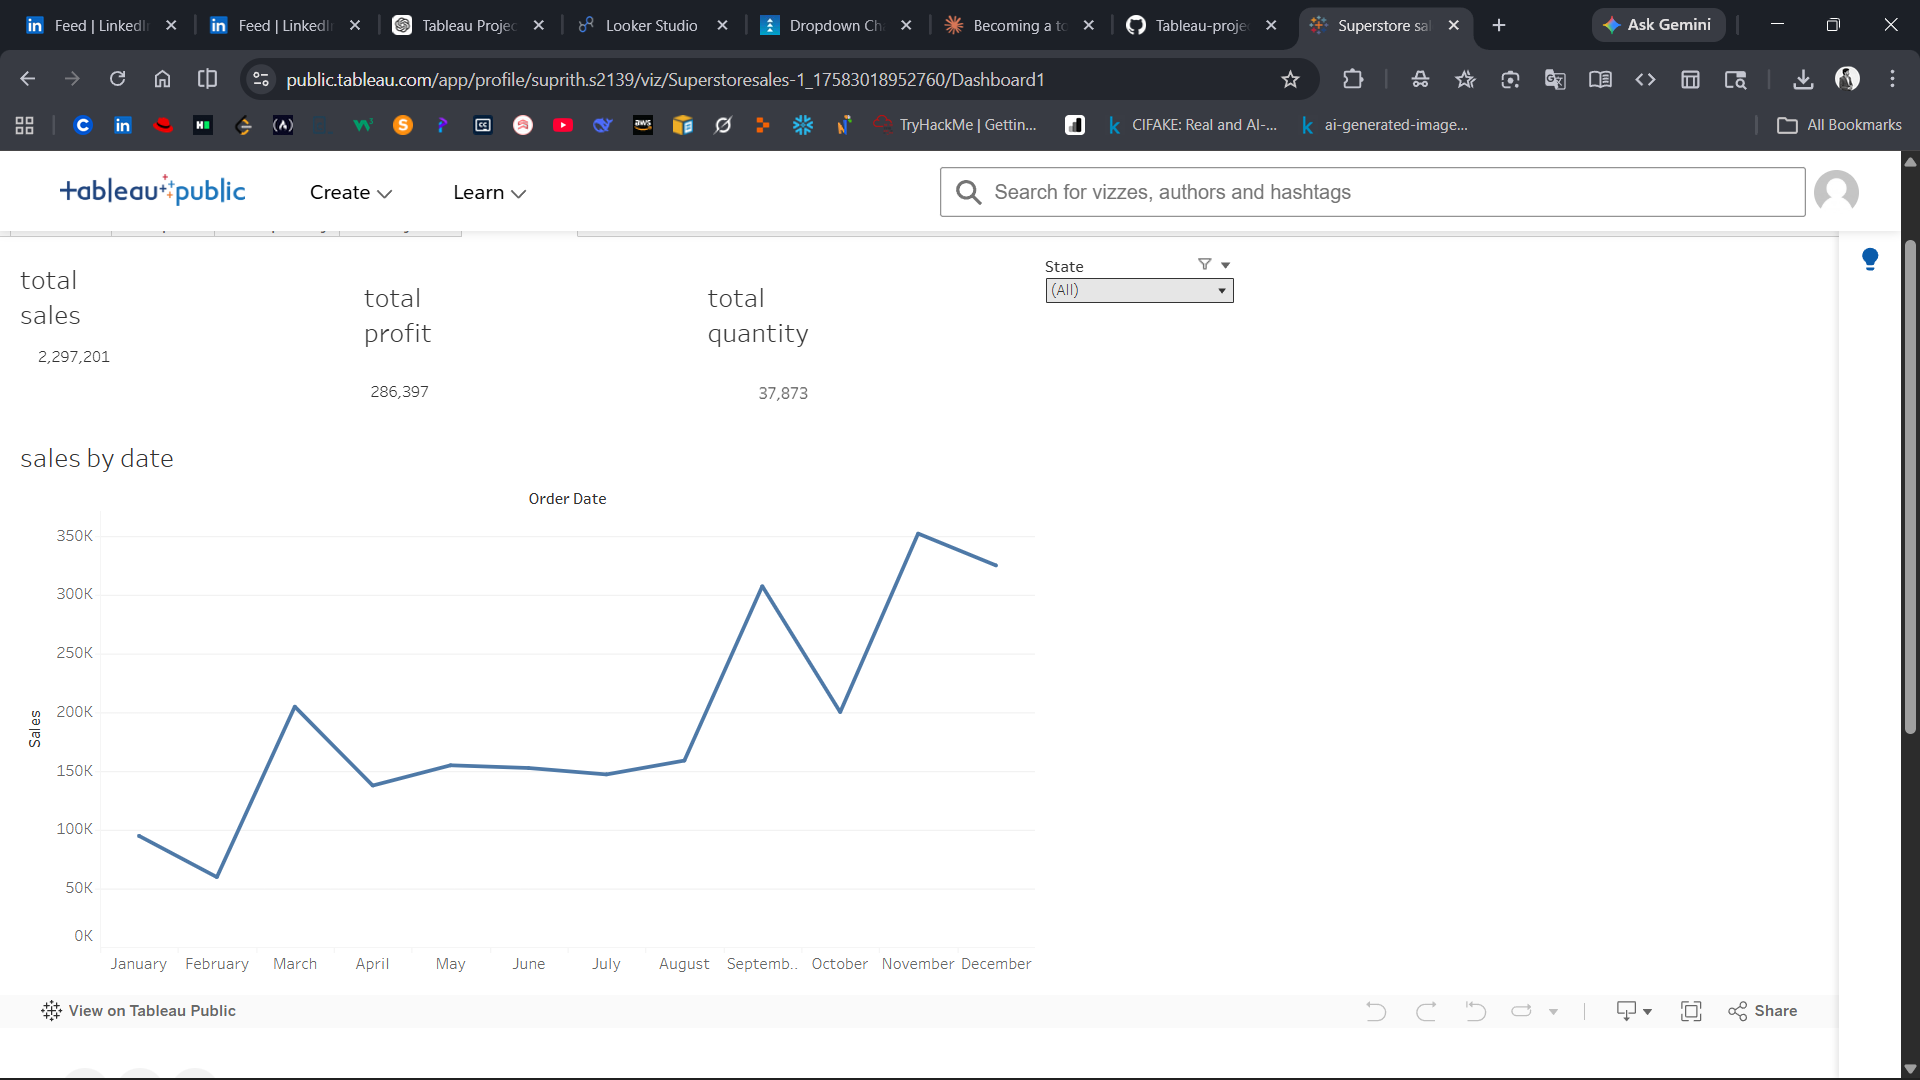 Feed | LinkedIn
Feed | LinkedIn
Tableau Projec
Looker Studio
Dropdown Cha
Becoming a to
Tableau-proje
Superstore sal
Ask Gemini
public.tableau.com/app/profile/suprith.s2139/viz/Superstoresales-1_17583018952760/Dashboard1
TryHackMe | Gettin...
CIFAKE: Real and AI-...
ai-generated-image...
All Bookmarks
tableau public
Create
Learn
Search for vizzes, authors and hashtags
total
sales
2,297,201
total
profit
286,397
total
quantity
37,873
State
(All)
sales by date
Order Date
350K
300K
250K
200K
150K
100K
50K
0K
Sales
January February March April May June July August Septemb.. October November December
View on Tableau Public
Share